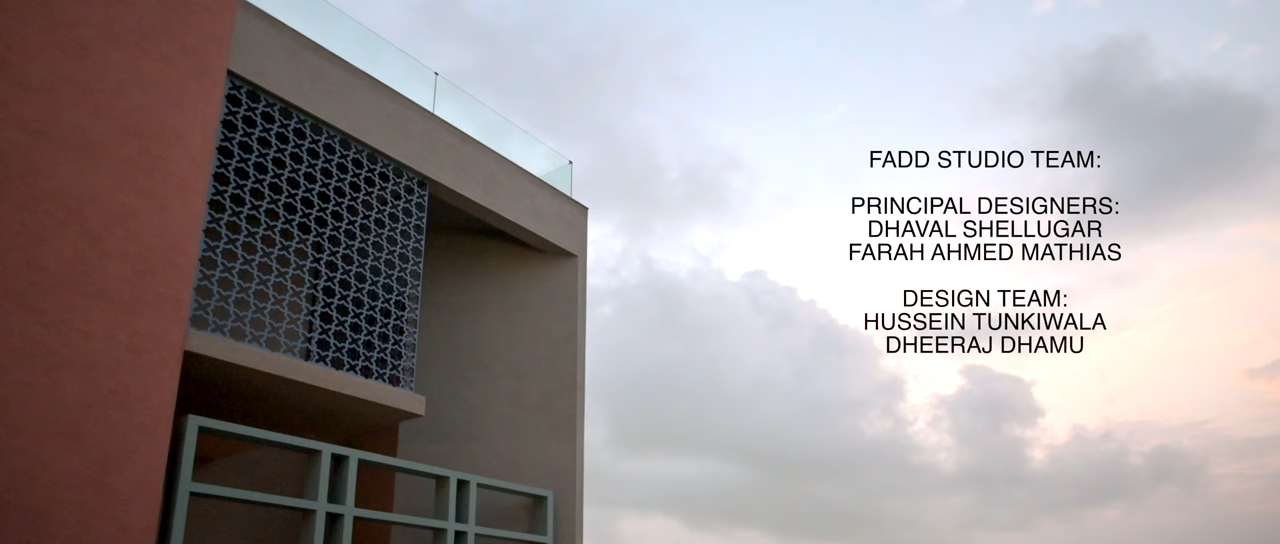 FADD STUDIO TEAM:
PRINCIPAL DESIGNERS:
DHAVAL SHELLUGAR
FARAH AHMED MATHIAS
DESIGN TEAM:
HUSSEIN TUNKIWALA
DHEERAJ DHAMU